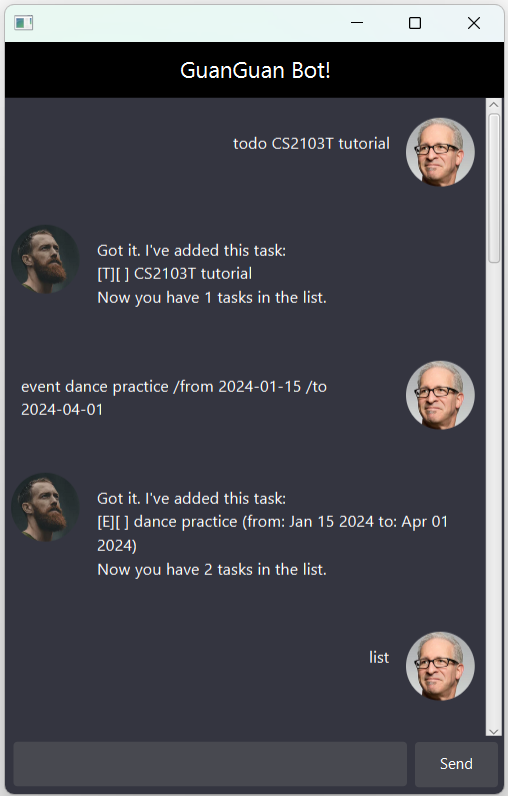 GuanGuan Bot!
todo CS2103T tutorial
Got it. I've added this task:
[T][ ] CS2103T tutorial
Now you have 1 tasks in the list.
event dance practice /from 2024-01-15 /to
2024-04-01
Got it. I've added this task:
[E][ ] dance practice (from: Jan 15 2024 to: Apr 01
2024)
Now you have 2 tasks in the list.
list
Send